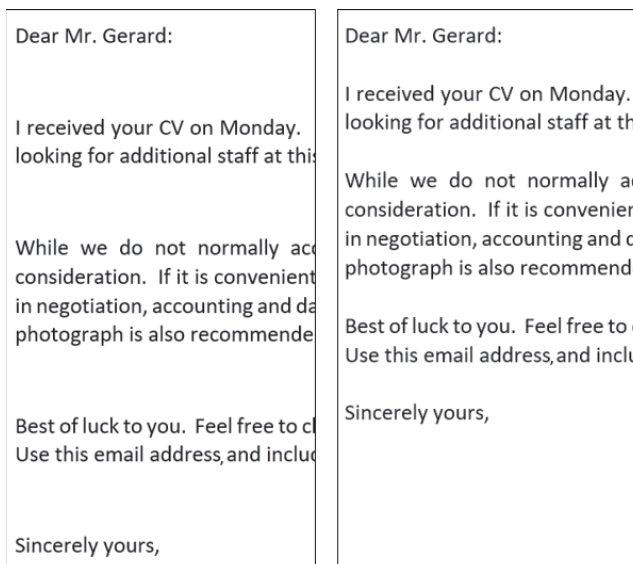 Dear Mr. Gerard:
I received your CV on Monday.
looking for additional staff at this
While we do not normally acc
consideration. If it is convenient
in negotiation, accounting and da
photograph is also recommende
Best of luck to you. Feel free to cl
Use this email address, and includ
Sincerely yours,
Dear Mr. Gerard:
I received your CV on Monday.
looking for additional staff at th
While we do not normally ac
consideration. If it is convenien
in negotiation, accounting and d
photograph is also recommend
Best of luck to you. Feel free to
Use this email address, and inclu
Sincerely yours,